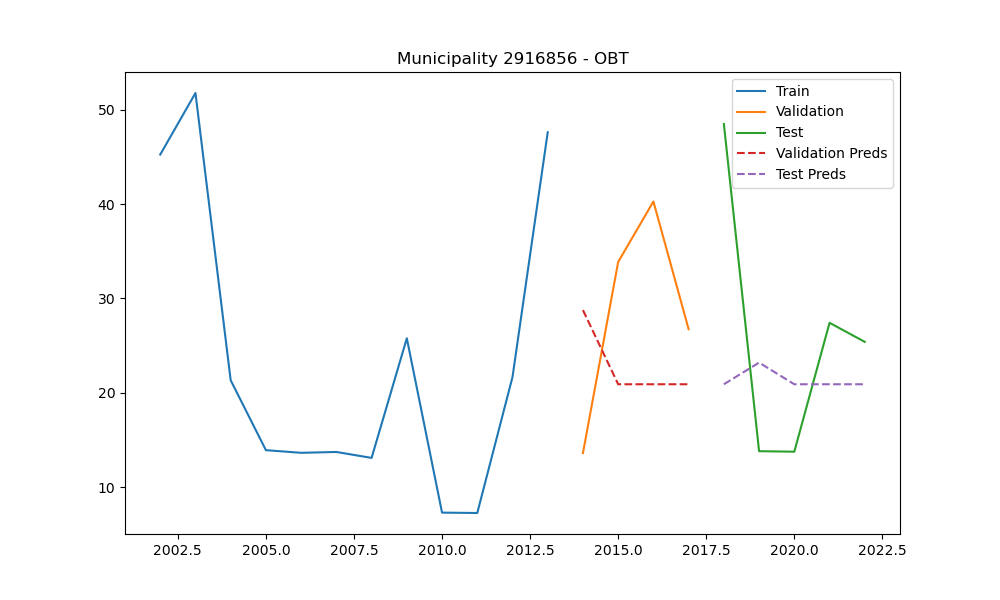 Municipality 2916856 - OBT
50
40
30
20
10
Train
Validation
Test
Validation Preds
Test Preds
2002.5 2005.0 2007.5 2010.0 2012.5 2015.0 2017.5 2020.0 2022.5